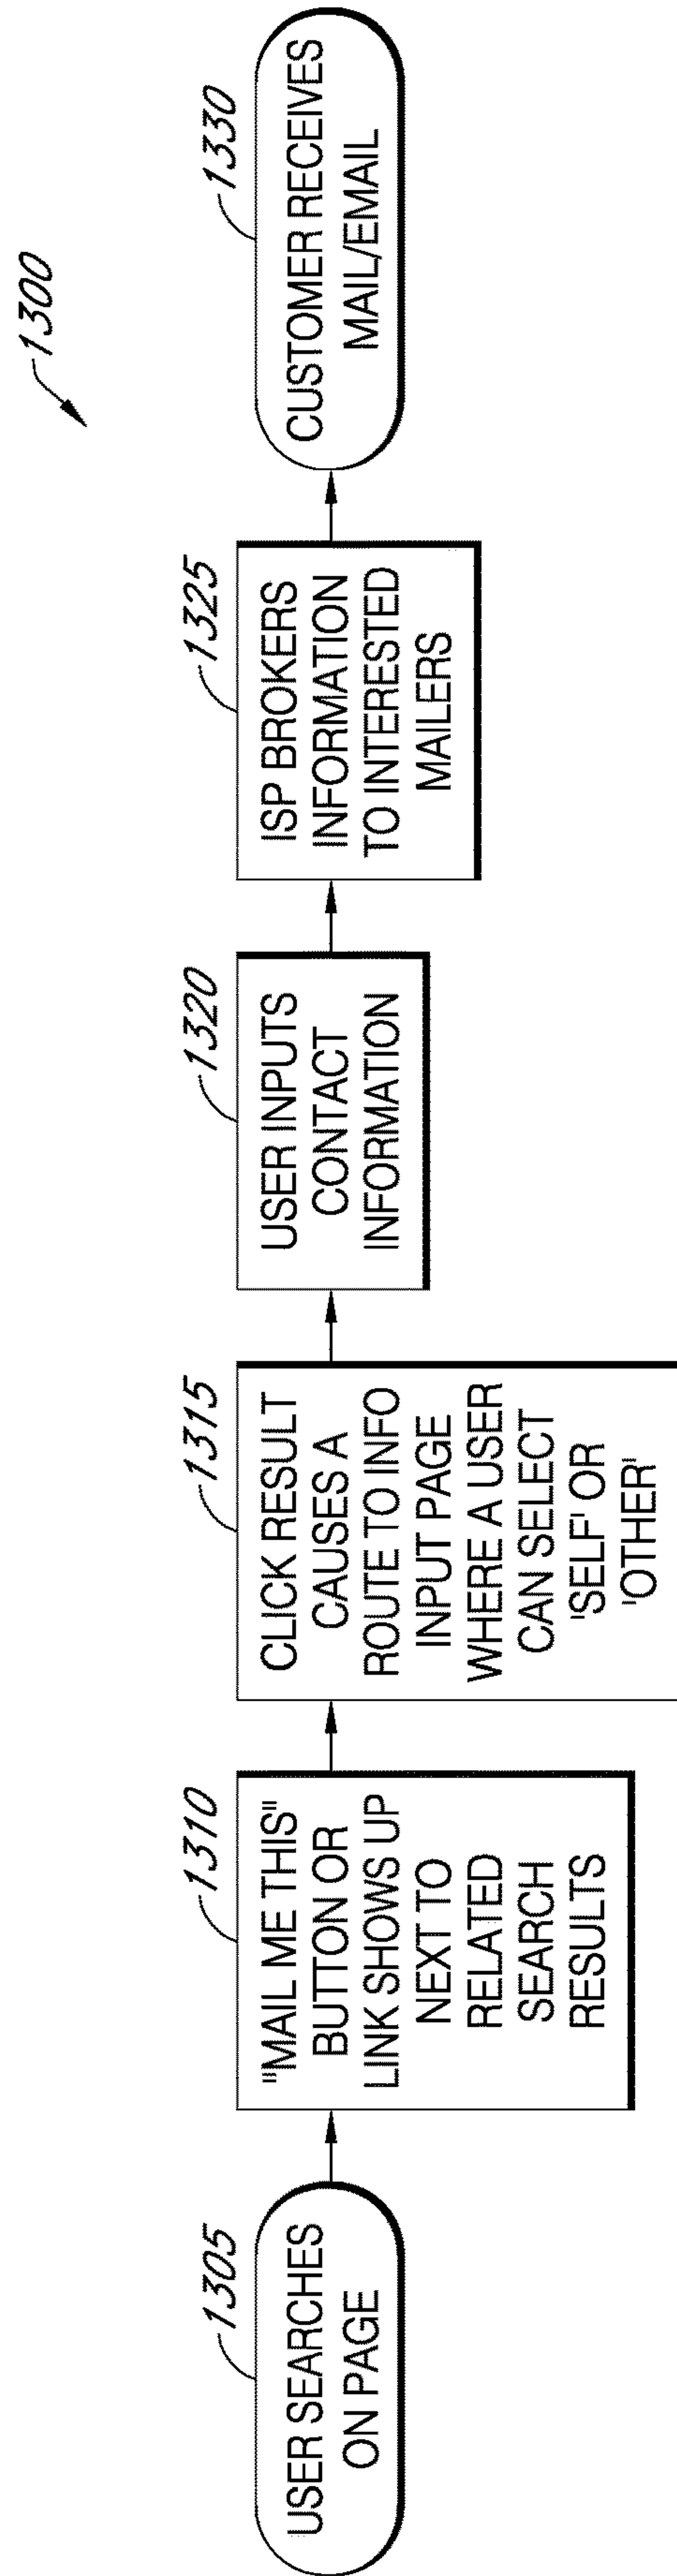 1300
1305
USER SEARCHES
ON PAGE
1310
"MAIL ME THIS"
BUTTON OR
LINK SHOWS UP
NEXT TO
RELATED
SEARCH
RESULTS
1315
CLICK RESULT
CAUSES A
ROUTE TO INFO
INPUT PAGE
WHERE A USER
CAN SELECT
'SELF' OR
'OTHER'
1320
USER INPUTS
CONTACT
INFORMATION
1325
ISP BROKERS
INFORMATION
TO INTERESTED
MAILERS
1330
CUSTOMER RECEIVES
MAIL/EMAIL